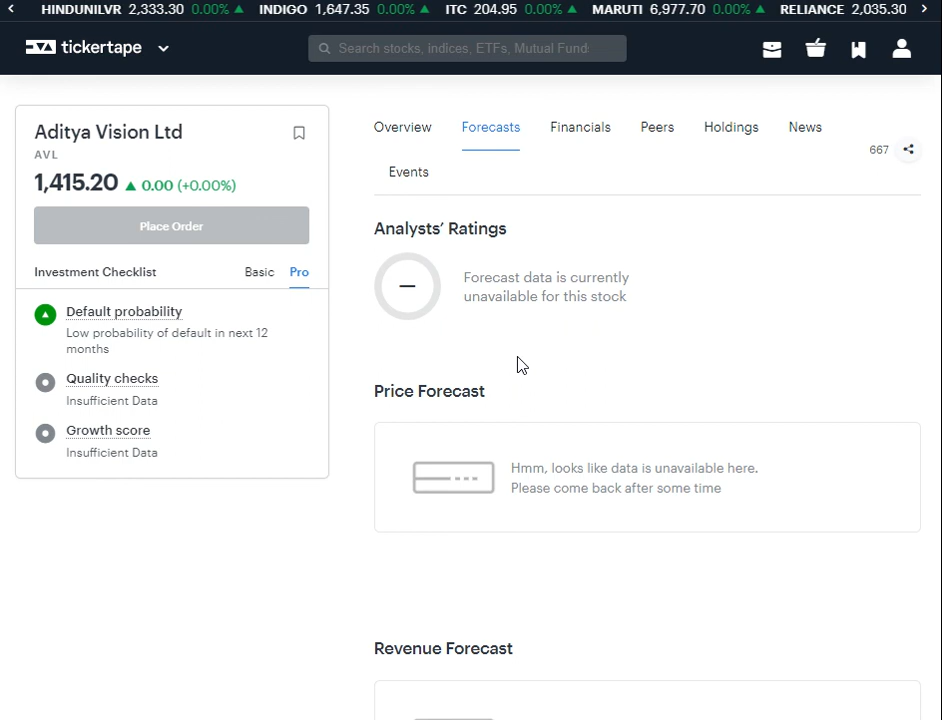 HINDUNILVR 2,333.30 0.00% ▲ INDIGO 1,647.35 0.00% ▲ ITC 204.95 0.00% ▲ MARUTI 6,977.70 0.00% ▲ RELIANCE 2,035.30
tickertape
Search stocks, indices, ETFs, Mutual Fund
Aditya Vision Ltd
AVL
1,415.20 ▲ 0.00 (+0.00%)
Place Order
Investment Checklist Basic Pro
Default probability
Low probability of default in next 12
months
Quality checks
Insufficient Data
Growth score
Insufficient Data
Overview Forecasts Financials Peers Holdings News
Events
667
Analysts’ Ratings
Forecast data is currently
unavailable for this stock
Price Forecast
Hmm, looks like data is unavailable here.
Please come back after some time
Revenue Forecast